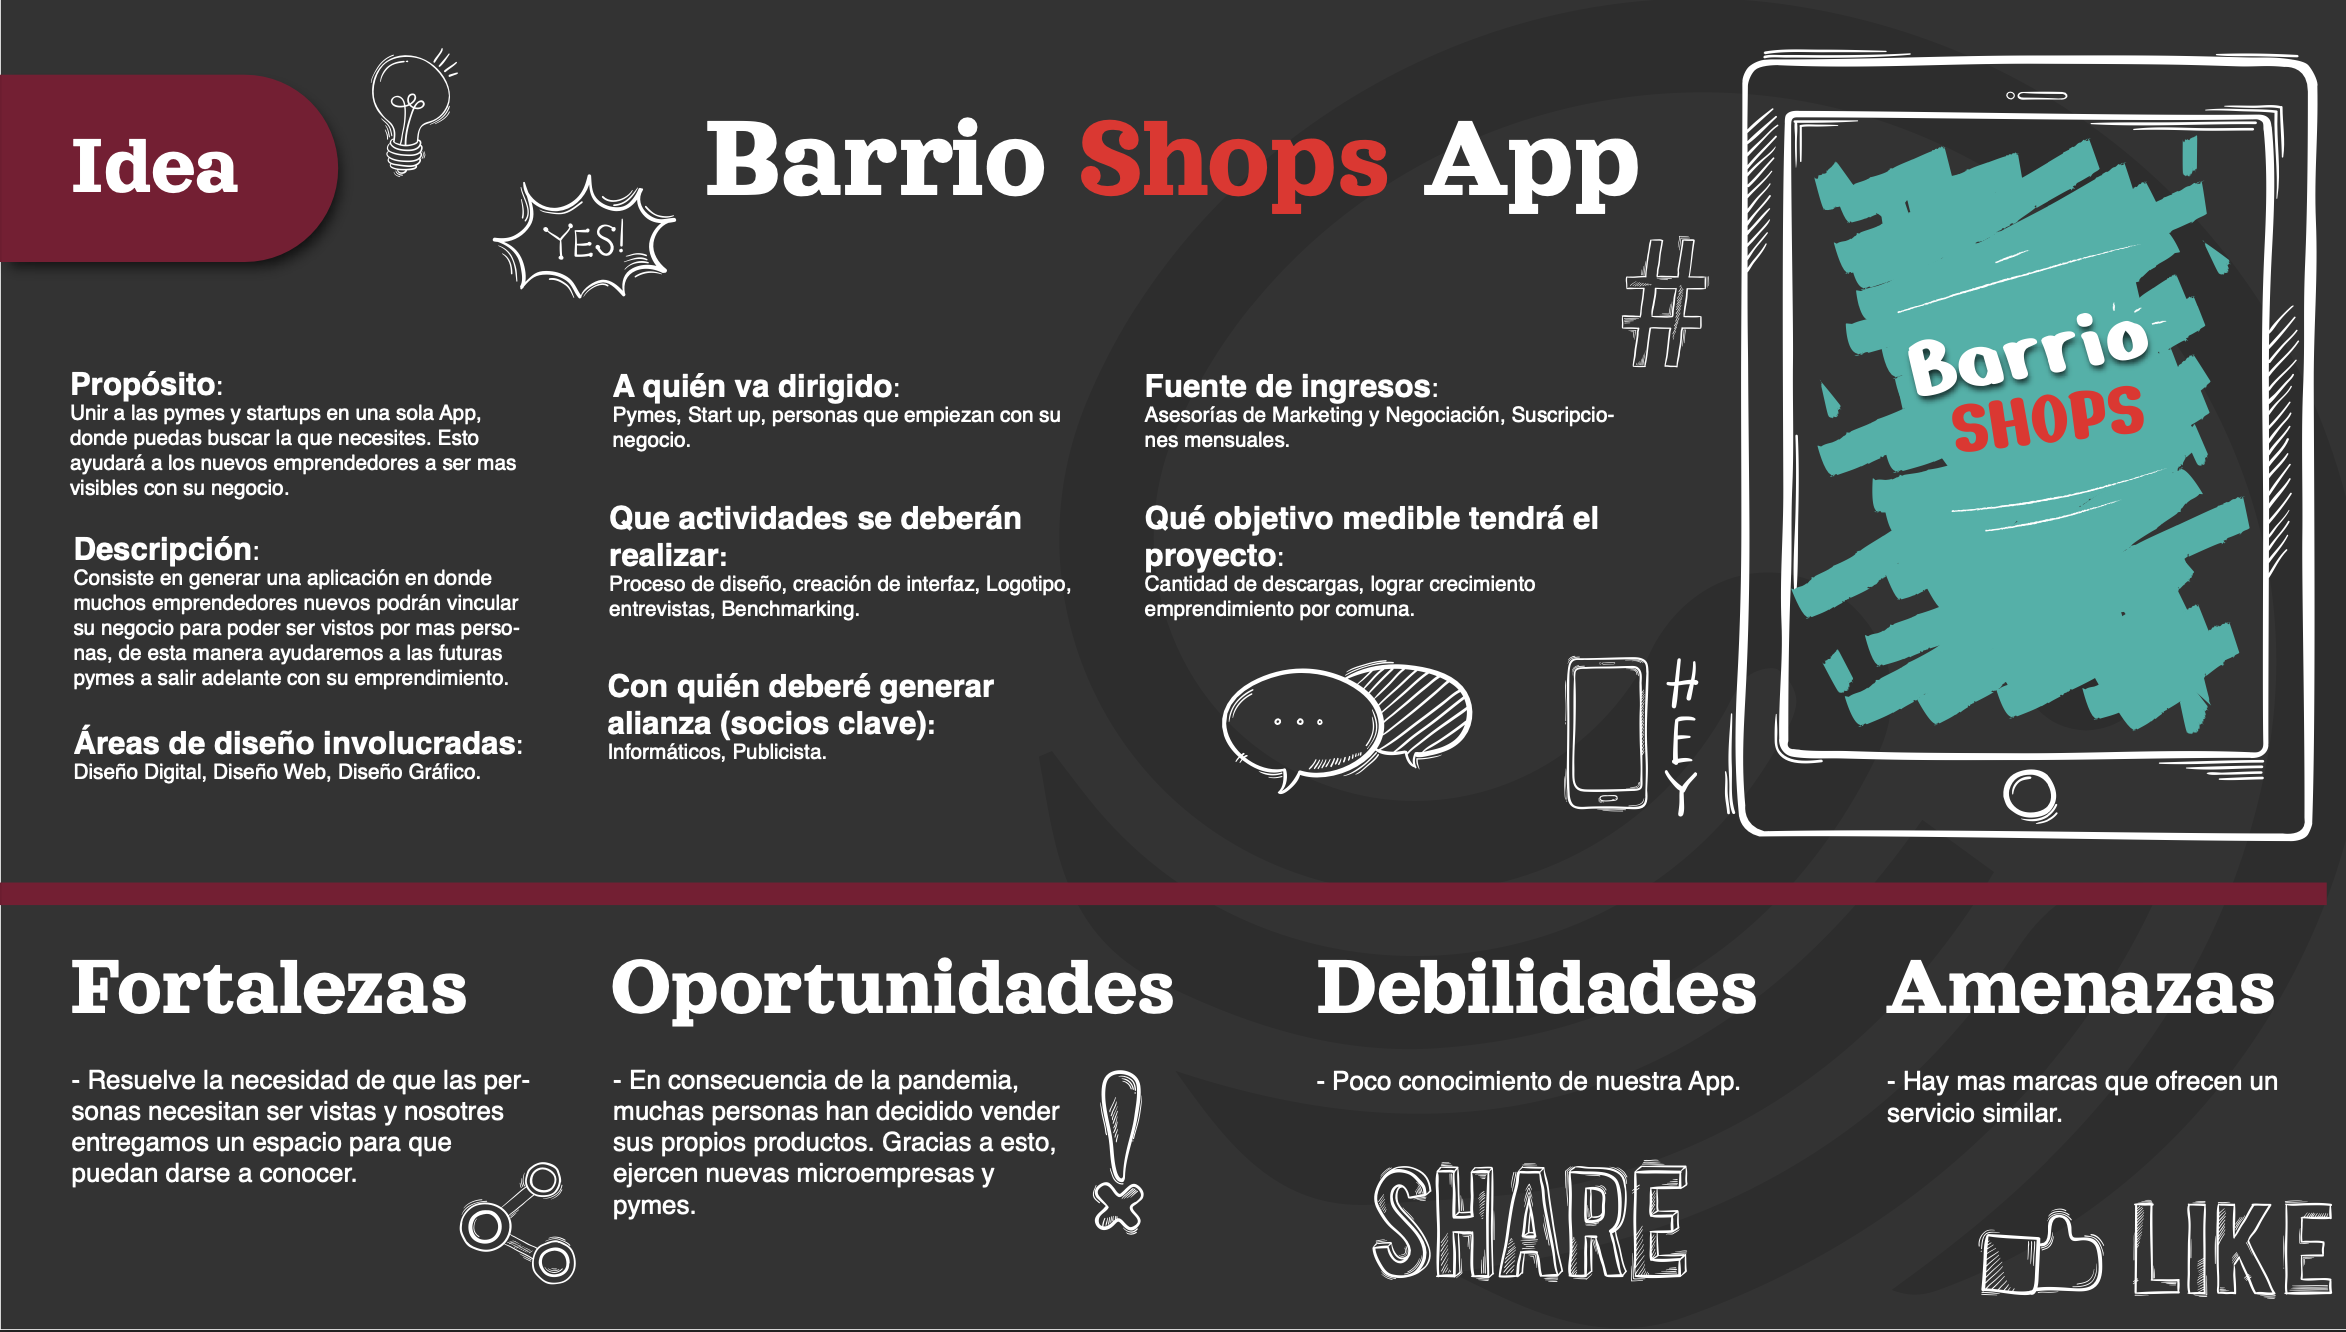 Idea
YES!
Barrio Shops App
#
Propósito:
Unir a las pymes y startups en una sola App,
donde puedas buscar la que necesites. Esto
ayudará a los nuevos emprendedores a ser mas
visibles con su negocio.
Descripción:
Consiste en generar una aplicación en donde
muchos emprendedores nuevos podrán vincular
su negocio para poder ser vistos por mas perso-
nas, de esta manera ayudaremos a las futuras
pymes a salir adelante con su emprendimiento.
Áreas de diseño involucradas:
Diseño Digital, Diseño Web, Diseño Gráfico.
A quién va dirigido:
Pymes, Start up, personas que empiezan con su
negocio.
Que actividades se deberán
realizar:
Proceso de diseño, creación de interfaz, Logotipo,
entrevistas, Benchmarking.
Con quién deberé generar
alianza (socios clave):
Informáticos, Publicista.
Fuente de ingresos:
Asesorías de Marketing y Negociación, Suscripcio-
nes mensuales.
Qué objetivo medible tendrá el
proyecto:
Cantidad de descargas, lograr crecimiento
emprendimiento por comuna.
HEY
Barrio
SHOPS
Fortalezas
- Resuelve la necesidad de que las per-
sonas necesitan ser vistas y nosotres
entregamos un espacio para que
puedan darse a conocer.
Oportunidades
- En consecuencia de la pandemia,
muchas personas han decidido vender
sus propios productos. Gracias a esto,
ejercen nuevas microempresas y
pymes.
Debilidades
- Poco conocimiento de nuestra App.
SHARE
Amenazas
- Hay mas marcas que ofrecen un
servicio similar.
LIKE